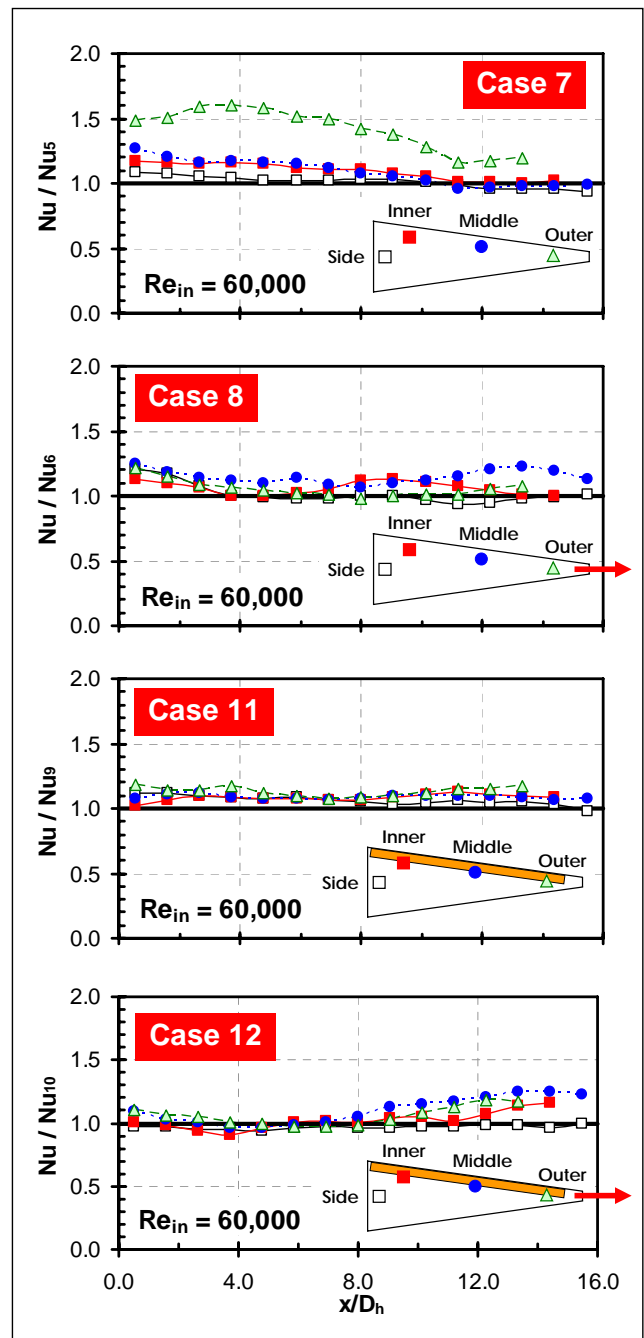 2.0
Case 7
1.5
Nu / Nu5
1.0
Inner
Middle
Outer
Side
0.5
Rein = 60,000
0.0
2.0
Case 8
1.5
Nu / Nu6
1.0
Inner
Middle
Outer
Side
0.5
Rein = 60,000
0.0
2.0
Case 11
1.5
Nu / Nu9
1.0
Inner
Middle
Outer
Side
0.5
Rein = 60,000
0.0
2.0
Case 12
1.5
Nu / Nu10
1.0
Inner
Middle
Outer
Side
0.5
Rein = 60,000
0.0
0.0 4.0 8.0 12.0 16.0
x/Dh